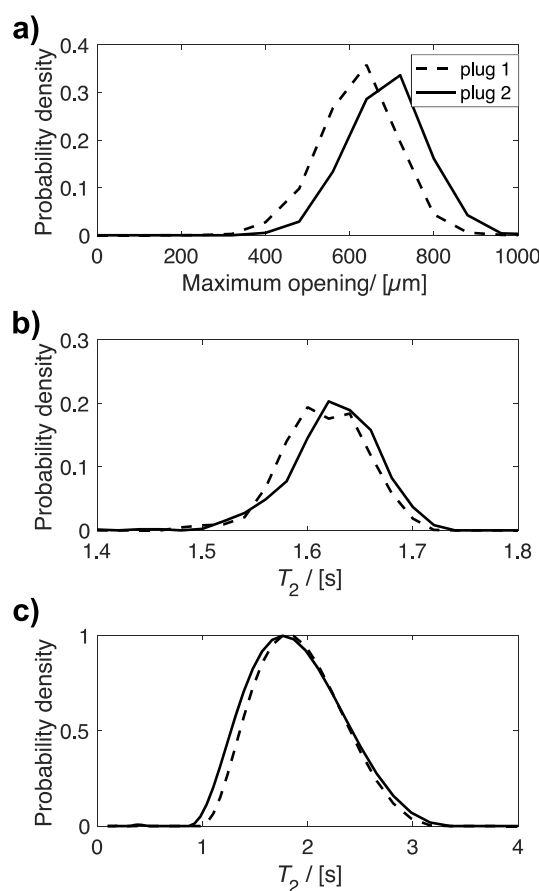 a)
Probability density
0.4
0.3
0.2
0.1
0
plug 1
plug 2
0 200 400 600 800 1000
Maximum opening/ [µm]
b)
Probability density
0.3
0.2
0.1
0
1.4 1.5 1.6 1.7 1.8
T2 / [s]
c)
Probability density
1
0.5
0
0 1 2 3 4
T2 / [s]